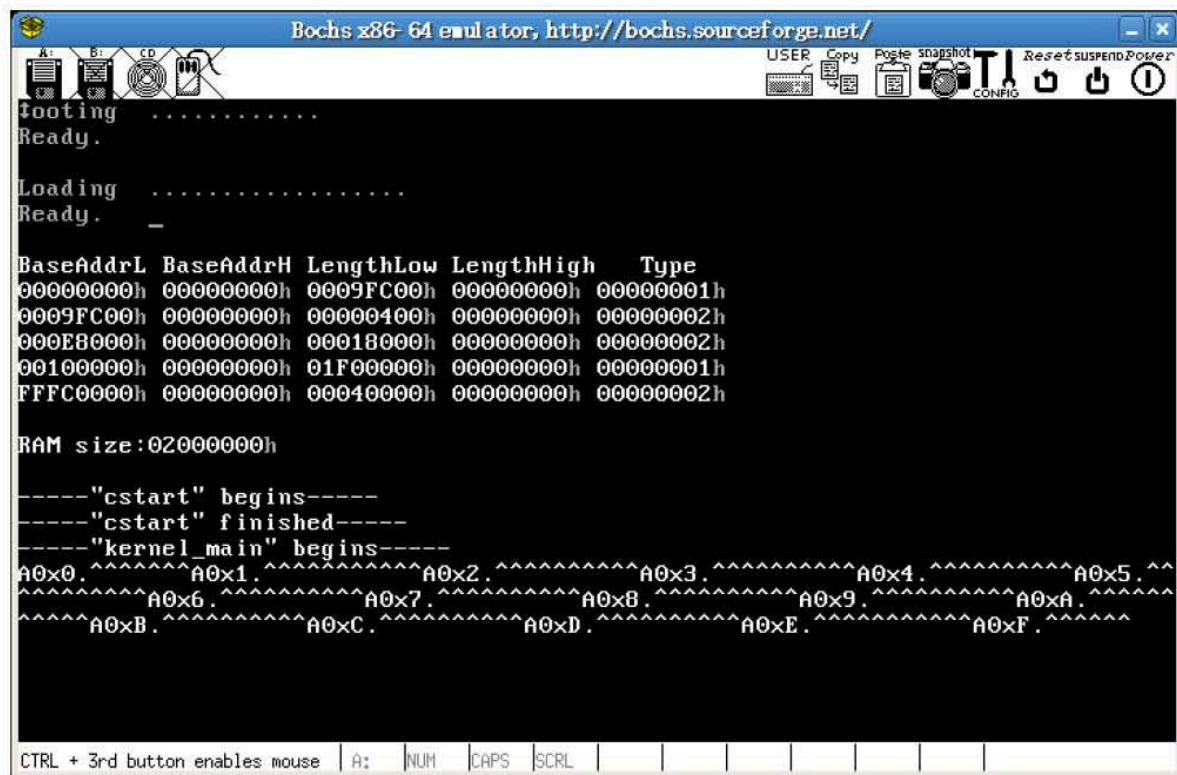 Bochs x86-64 emulator, http://bochs.sourceforge.net/
A: B: CD USER Copy Poste snapshot CONFIG Reset SUSPEND Power
↕ooting ............
Ready.
Loading ..................
Ready. _
BaseAddrL BaseAddrH LengthLow LengthHigh Type
00000000h 00000000h 0009FC00h 00000000h 00000001h
0009FC00h 00000000h 00000400h 00000000h 00000002h
000E8000h 00000000h 00018000h 00000000h 00000002h
00100000h 00000000h 01F00000h 00000000h 00000001h
FFFC0000h 00000000h 00040000h 00000000h 00000002h
RAM size:02000000h
-----"cstart" begins-----
-----"cstart" finished-----
-----"kernel_main" begins-----
A0x0.^^^^^^^A0x1.^^^^^^^^^^^A0x2.^^^^^^^^^^A0x3.^^^^^^^^^^A0x4.^^^^^^^^^^A0x5.^^
^^^^^^^^^A0x6.^^^^^^^^^^A0x7.^^^^^^^^^^A0x8.^^^^^^^^^^A0x9.^^^^^^^^^^A0xA.^^^^^^
^^^^^A0xB.^^^^^^^^^^A0xC.^^^^^^^^^^A0xD.^^^^^^^^^^A0xE.^^^^^^^^^^^A0xF.^^^^^^
CTRL + 3rd button enables mouse A: NUM CAPS SCRL